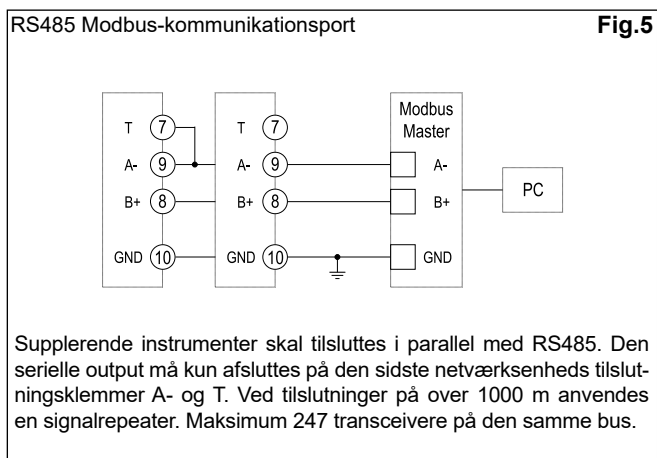 RS485 Modbus-kommunikationsport Fig.5
Modbus
Master
T 7 T 7
A- 9 A- 9 A-
B+ 8 B+ 8 B+
PC
GND 10 GND 10 GND
Supplerende instrumenter skal tilsluttes i parallel med RS485. Den
serielle output må kun afsluttes på den sidste netværksenheds tilslut-
ningsklemmer A- og T. Ved tilslutninger på over 1000 m anvendes
en signalrepeater. Maksimum 247 transceivere på den samme bus.